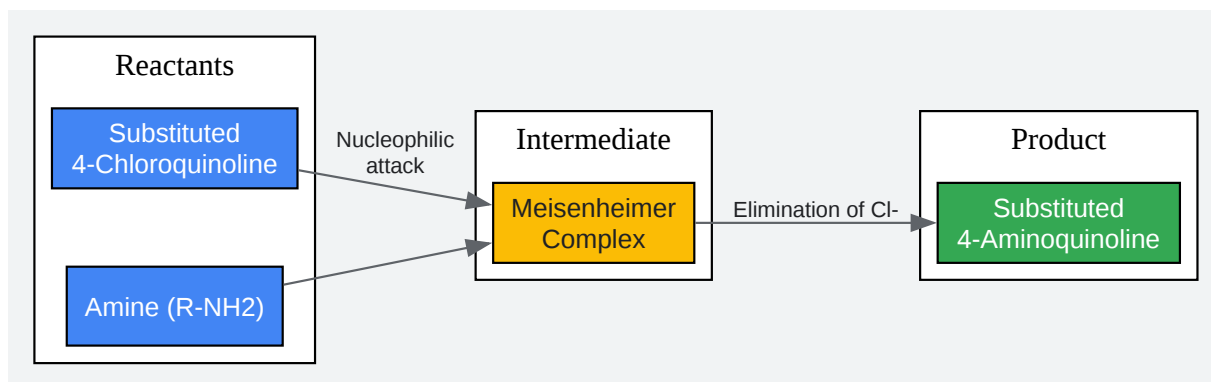 Reactants
Substituted
4-Chloroquinoline
Amine (R-NH2)
Nucleophilic
attack
Intermediate
Meisenheimer
Complex
Elimination of Cl-
Product
Substituted
4-Aminoquinoline